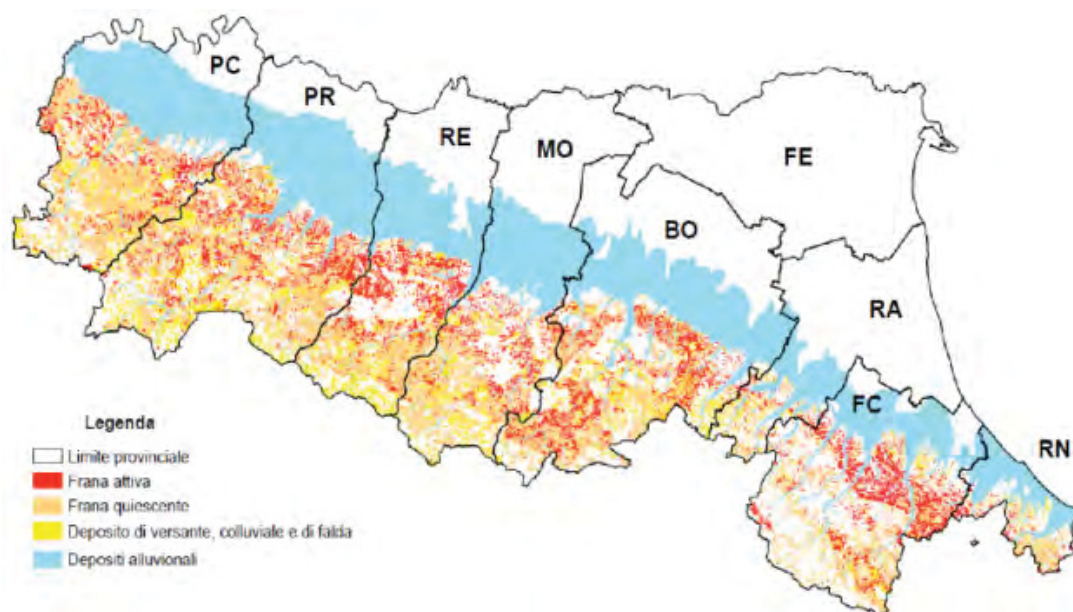 PC
PR
RE
MO
FE
BO
RA
FC
RN
Legenda
Limite provinciale
Frana attiva
Frana quiescente
Deposito di versante, colluviale e di falda
Depositi alluvionali